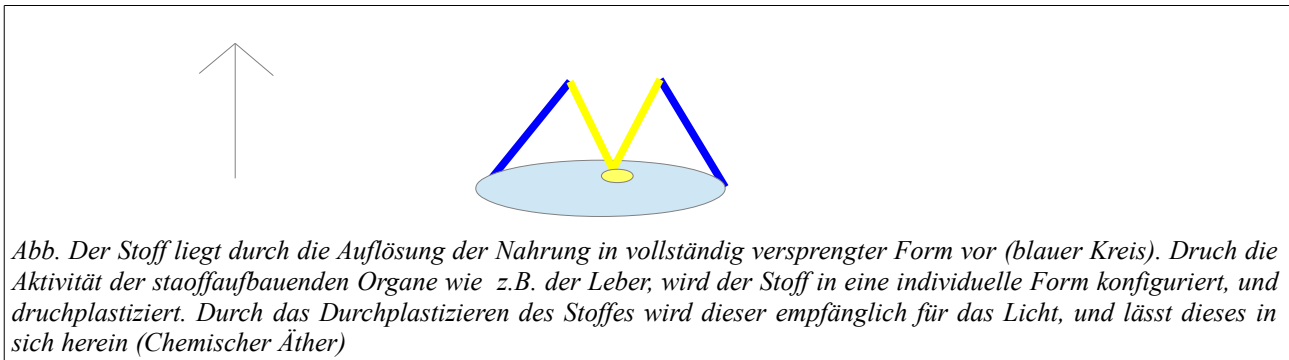 Abb. Der Stoff liegt durch die Auflösung der Nahrung in vollständig versprengter Form vor (blauer Kreis). Druch die
Aktivität der staoffaufbauenden Organe wie z.B. der Leber, wird der Stoff in eine individuelle Form konfiguriert, und
druchplastiziert. Durch das Durchplastizieren des Stoffes wird dieser empfänglich für das Licht, und lässt dieses in
sich herein (Chemischer Äther)